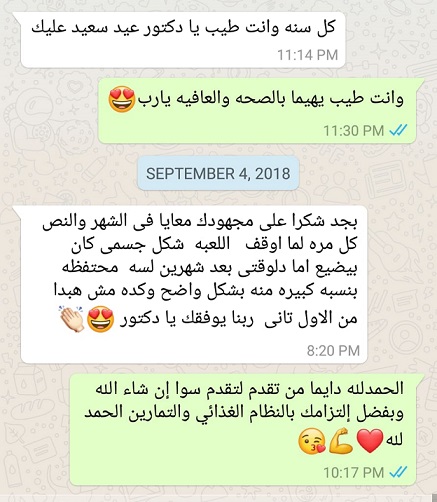 كل سنه وانت طيب يا دكتور عيد سعيد عليك
11:14 PM
وانت طيب يهيما بالصحه والعافيه يارب😍
11:30 PM
SEPTEMBER 4, 2018
بجد شكرا على مجهودك معايا فى الشهر والنص
كل مره لما اوقف اللعبه شكل جسمى كان
بيضيع اما دلوقتى بعد شهرين لسه محتفظه
بنسبه كبيره منه بشكل واضح وكده مش هبدا
من الاول تانى ربنا يوفقك يا دكتور 😍👏🏻
8:20 PM
الحمدلله دايما من تقدم لتقدم سوا إن شاء الله
وبفضل إلتزامك بالنظام الغذائي والتمارين الحمد
لله❤️💪😘
10:17 PM